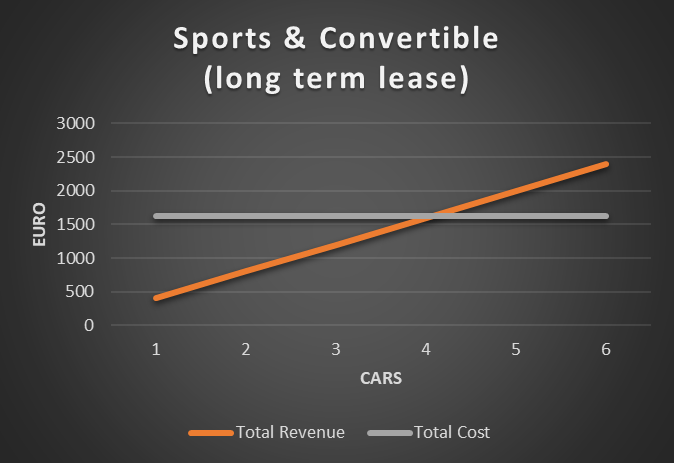 Sports & Convertible
(long term lease)
3000
2500
2000
1500
1000
500
0
EURO
1 2 3 4 5 6
CARS
Total Revenue Total Cost